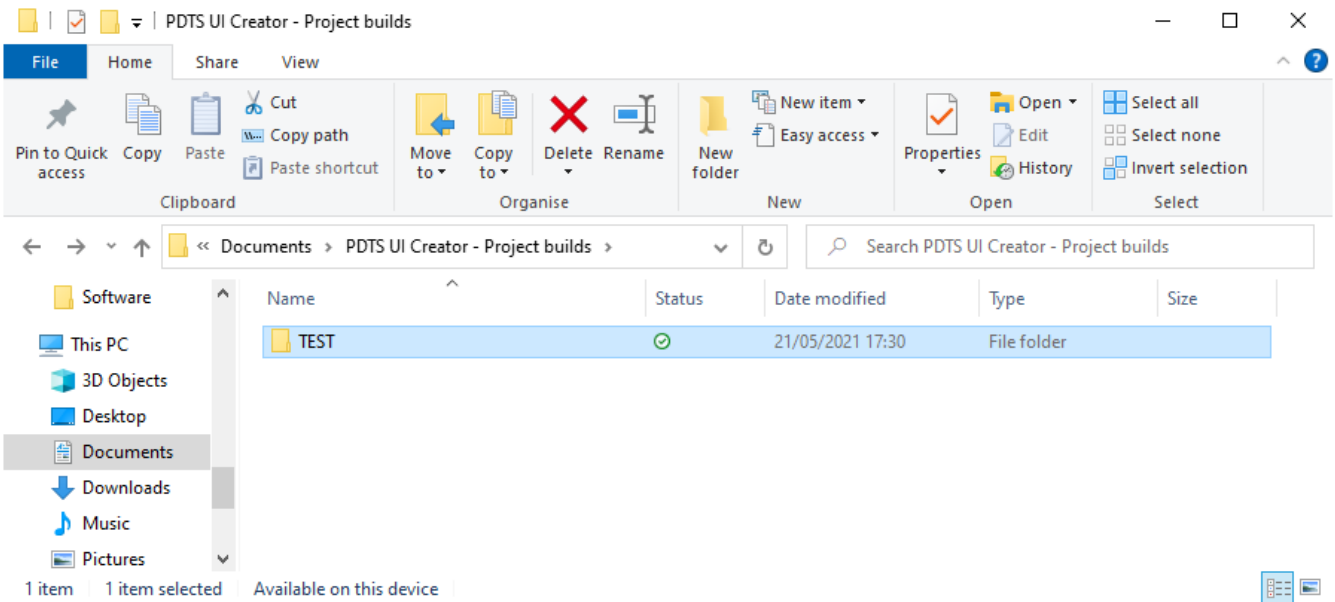 PDTS UI Creator - Project builds
File Home Share View
Pin to Quick access
Copy
Paste
Cut
Copy path
Paste shortcut
Clipboard
Move to
Copy to
Delete
Rename
Organise
New folder
New item
Easy access
New
Properties
Open
Edit
History
Open
Select all
Select none
Invert selection
Select
« Documents › PDTS UI Creator - Project builds ›
Search PDTS UI Creator - Project builds
Software
This PC
3D Objects
Desktop
Documents
Downloads
Music
Pictures
Name Status Date modified Type Size
TEST 21/05/2021 17:30 File folder
1 item 1 item selected Available on this device